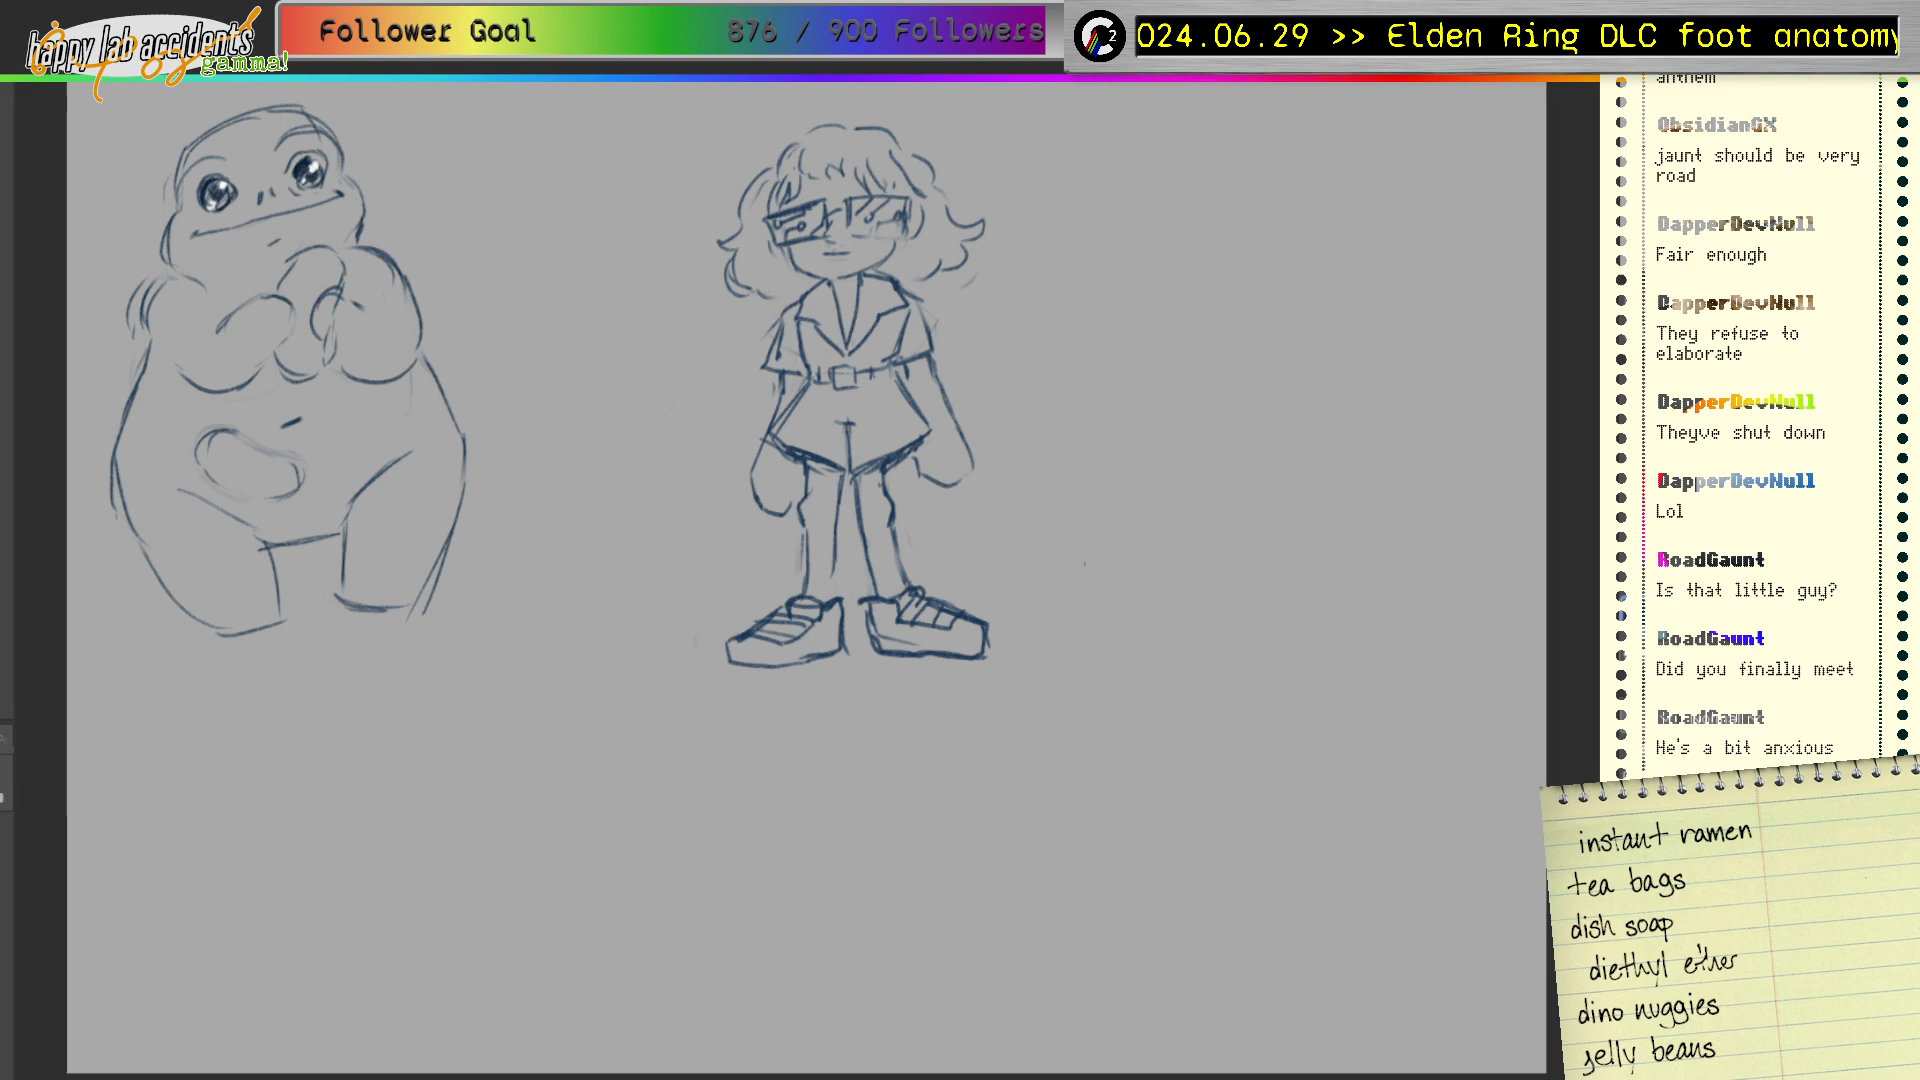 happy lab accidents
gamma!
Follower Goal
876 / 900 Followers
024.06.29 >> Elden Ring DLC foot anatomy
anthem
ObsidianGX
jaunt should be very
road
DapperDevNull
Fair enough
DapperDevNull
They refuse to
elaborate
DapperDevNull
Theyve shut down
DapperDevNull
Lol
RoadGaunt
Is that little guy?
RoadGaunt
Did you finally meet
RoadGaunt
He's a bit anxious
instant ramen
tea bags
dish soap
diethyl ether
dino nuggies
jelly beans